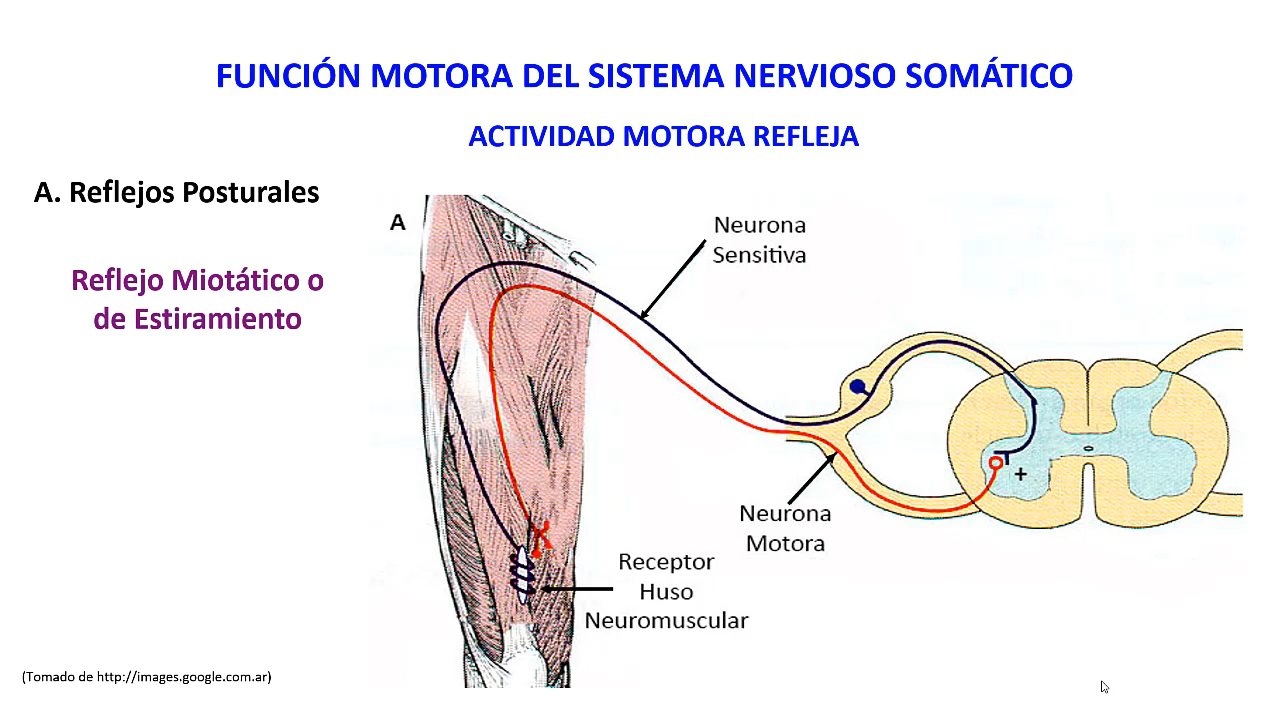 FUNCIÓN MOTORA DEL SISTEMA NERVIOSO SOMÁTICO
ACTIVIDAD MOTORA REFLEJA
A. Reflejos Posturales
Reflejo Miotático o
de Estiramiento
A
Neurona
Sensitiva
+
Neurona
Motora
Receptor
Huso
Neuromuscular
(Tomado de http://images.google.com.ar)